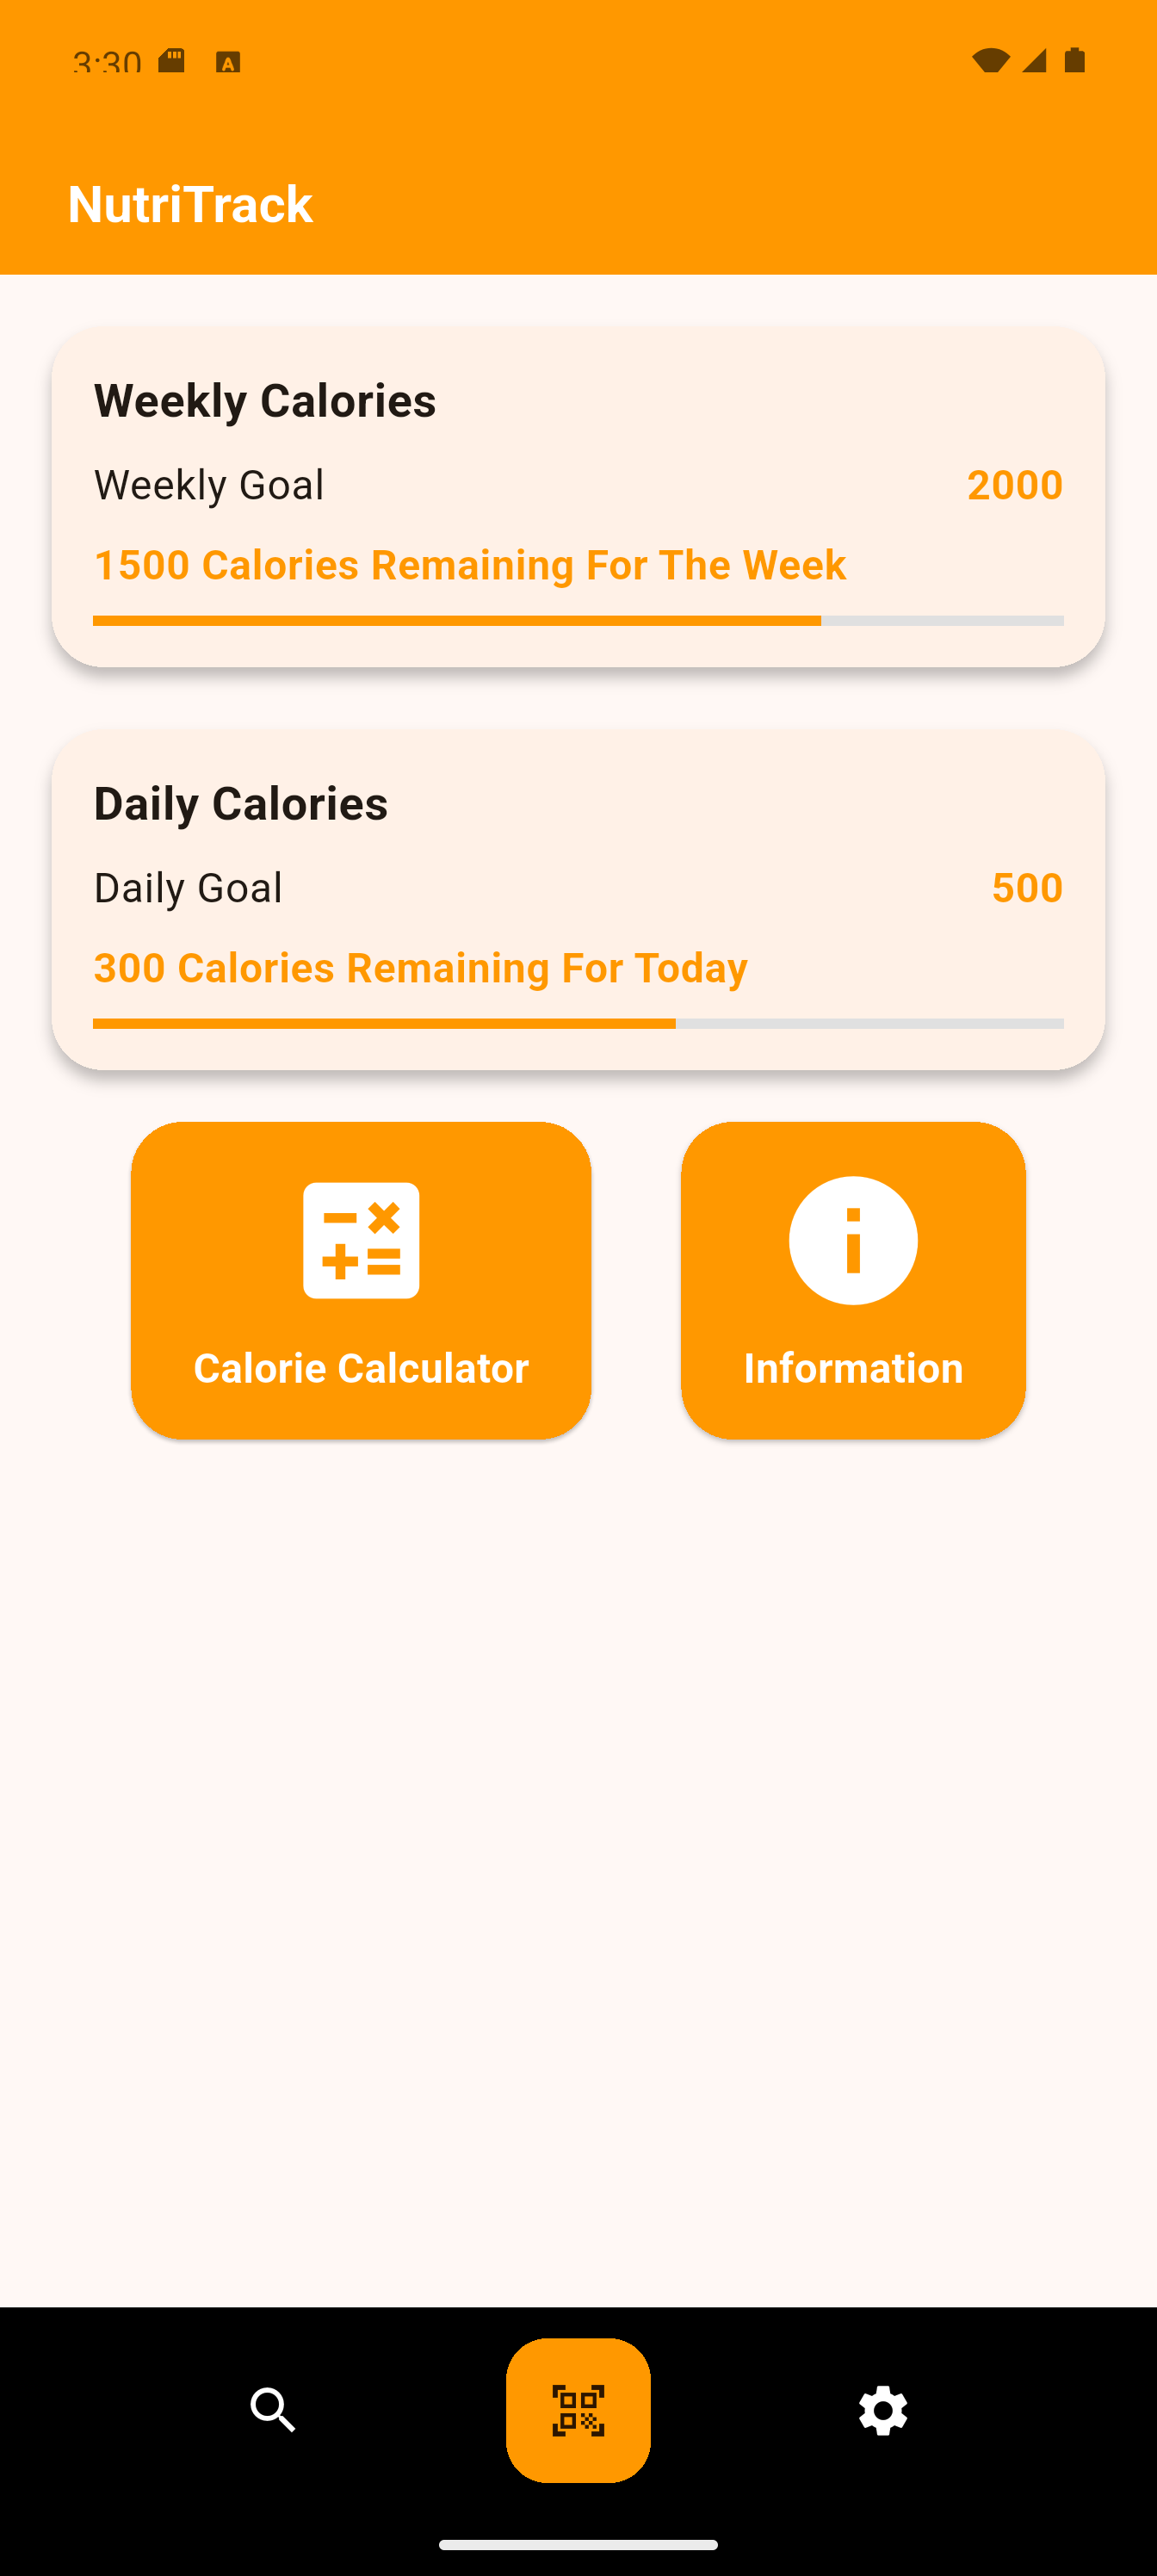 3:30
NutriTrack
Weekly Calories
Weekly Goal 2000
1500 Calories Remaining For The Week
Daily Calories
Daily Goal 500
300 Calories Remaining For Today
Calorie Calculator Information